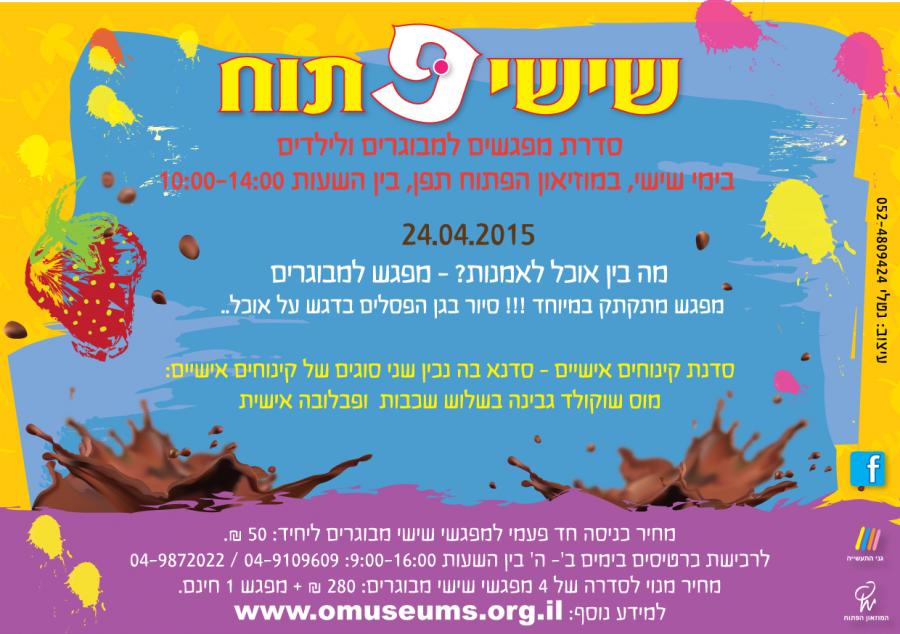 שישי פתוח
סדרת מפגשים למבוגרים ולילדים
בימי שישי, במוזיאון הפתוח תפן, בין השעות 10:00-14:00
24.04.2015
מה בין אוכל לאמנות? - מפגש למבוגרים
מפגש מתקתק במיוחד !!! סיור בגן הפסלים בדגש על אוכל..
סדנת קינוחים אישיים - סדנא בה נכין שני סוגים של קינוחים אישיים:
מוס שוקולד גבינה בשלוש שכבות ופבלובה אישית
מחיר כניסה חד פעמי למפגשי שישי מבוגרים ליחיד: 50 ₪.
לרכישת כרטיסים בימים ב'- ה' בין השעות 9:00-16:00: 04-9109609 / 04-9872022
מחיר מנוי לסדרה של 4 מפגשי שישי מבוגרים: 280 ₪ + מפגש 1 חינם.
למידע נוסף: www.omuseums.org.il
עיצוב: נמלי 052-4809424
f
גני התעשייה
המוזאון הפתוח